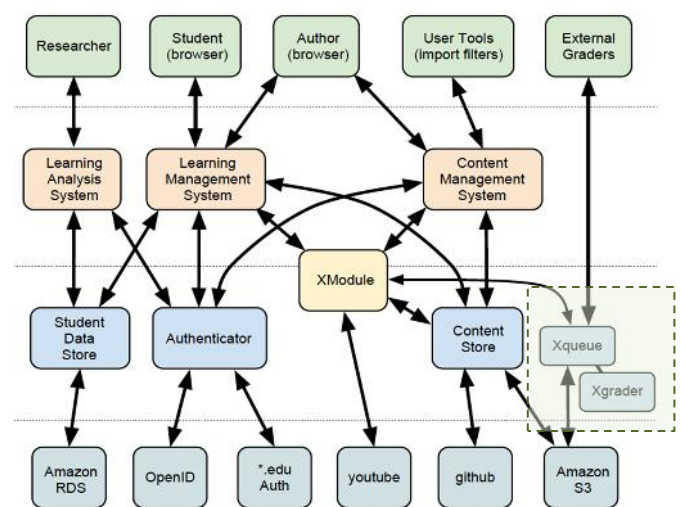 Researcher
Student
(browser)
Author
(browser)
User Tools
(import filters)
External
Graders
Learning
Analysis
System
Learning
Management
System
Content
Management
System
XModule
Student
Data
Store
Authenticator
Content
Store
Xqueue
Xgrader
Amazon
RDS
OpenID
*.edu
Auth
youtube
github
Amazon
S3